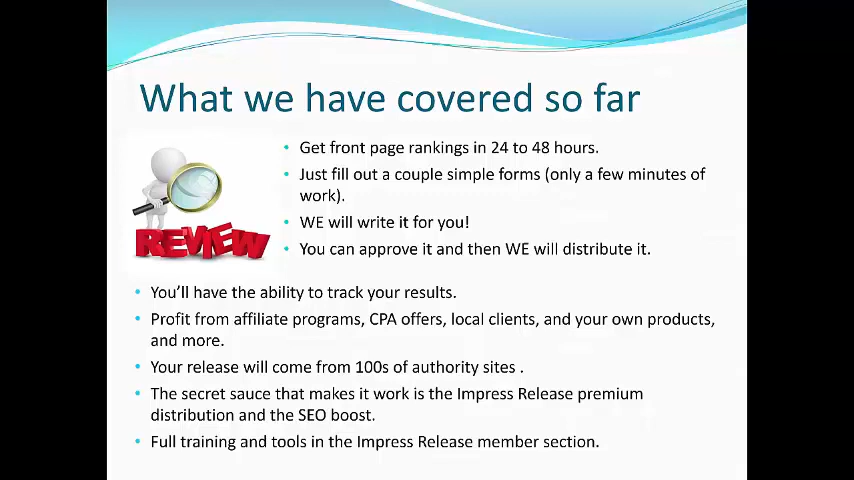 What we have covered so far
Get front page rankings in 24 to 48 hours.
Just fill out a couple simple forms (only a few minutes of
work).
WE will write it for you!
You can approve it and then WE will distribute it.
REVIEW
You'll have the ability to track your results.
Profit from affiliate programs, CPA offers, local clients, and your own products,
and more.
Your release will come from 100s of authority sites .
The secret sauce that makes it work is the Impress Release premium
distribution and the SEO boost.
Full training and tools in the Impress Release member section.